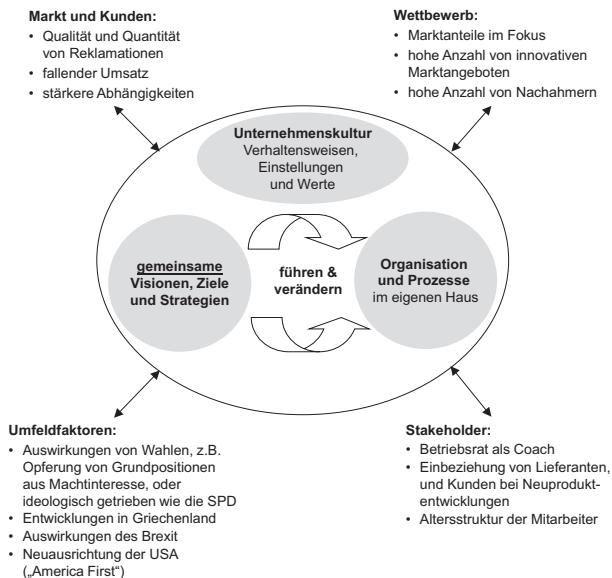 Markt und Kunden:
• Qualität und Quantität
von Reklamationen
• fallender Umsatz
• stärkere Abhängigkeiten
Wettbewerb:
• Marktanteile im Fokus
• hohe Anzahl von innovativen
Marktangeboten
• hohe Anzahl von Nachahmern
Unternehmenskultur
Verhaltensweisen,
Einstellungen
und Werte
gemeinsame
Visionen, Ziele
und Strategien
führen &
verändern
Organisation
und Prozesse
im eigenen Haus
Umfeldfaktoren:
• Auswirkungen von Wahlen, z.B.
Opferung von Grundpositionen
aus Machtinteresse, oder
ideologisch getrieben wie die SPD
• Entwicklungen in Griechenland
• Auswirkungen des Brexit
• Neuausrichtung der USA
(„America First“)
Stakeholder:
• Betriebsrat als Coach
• Einbeziehung von Lieferanten,
und Kunden bei Neuprodukt-
entwicklungen
• Altersstruktur der Mitarbeiter